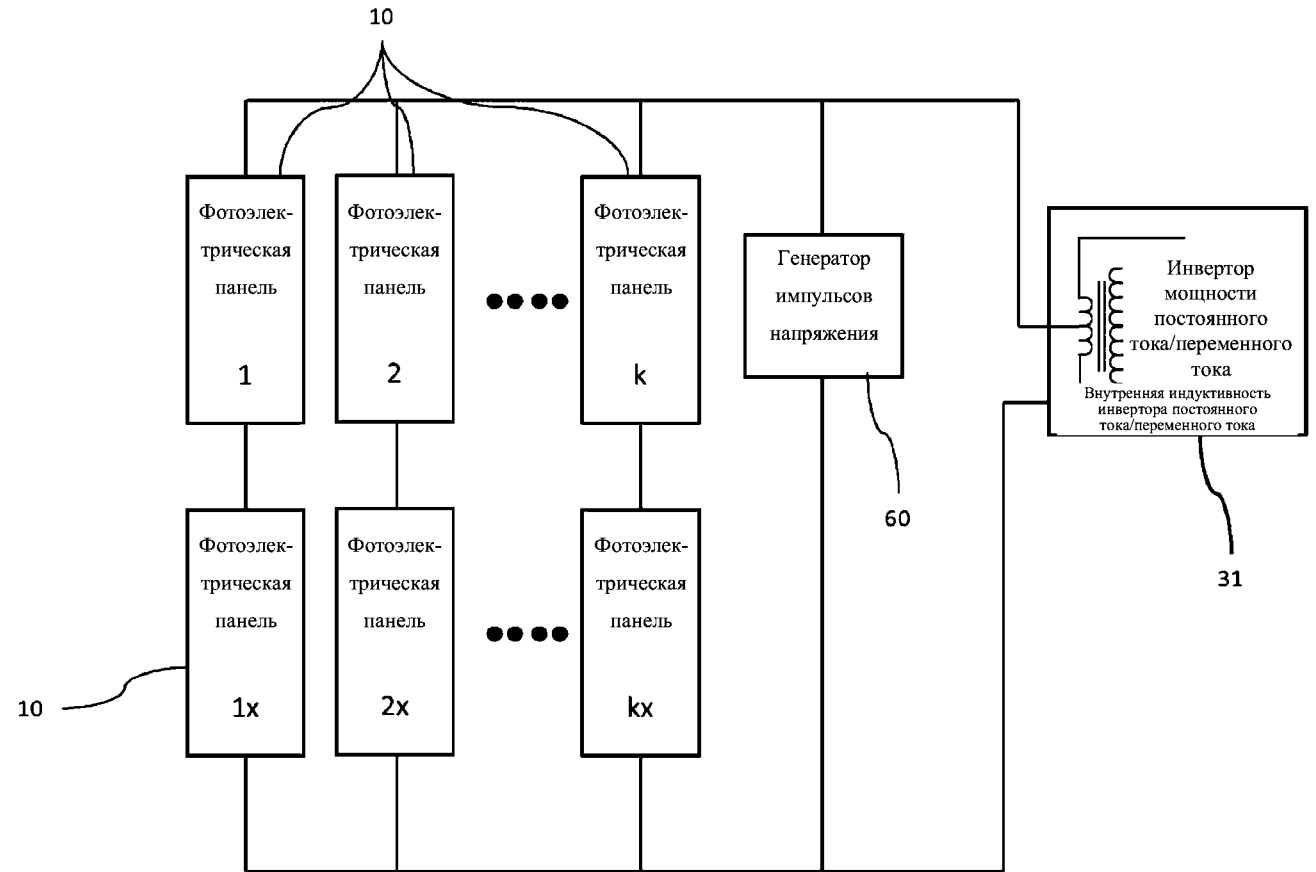 10
Фотоэлек-
трическая
панель
1
Фотоэлек-
трическая
панель
2
Фотоэлек-
трическая
панель
k
Генератор
импульсов
напряжения
60
Инвертор
мощности
постоянного
тока/переменного
тока
Внутренняя индуктивность
инвертора постоянного
тока/переменного тока
31
Фотоэлек-
трическая
панель
1x
Фотоэлек-
трическая
панель
2x
Фотоэлек-
трическая
панель
kx
10